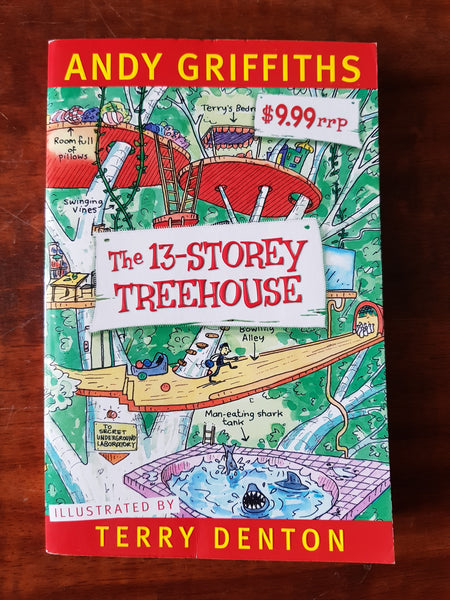 ANDY GRIFFITHS
Terry's Bedr
$9.99 rrp
Room full
of
pillows
Swinging
Vines
The 13-STOREY
TREEHOUSE
Bowling
Alley
Man-eating shark
tank
TO
SECRET
UNDERGROUND
LABORATORY
ILLUSTRATED BY
TERRY DENTON